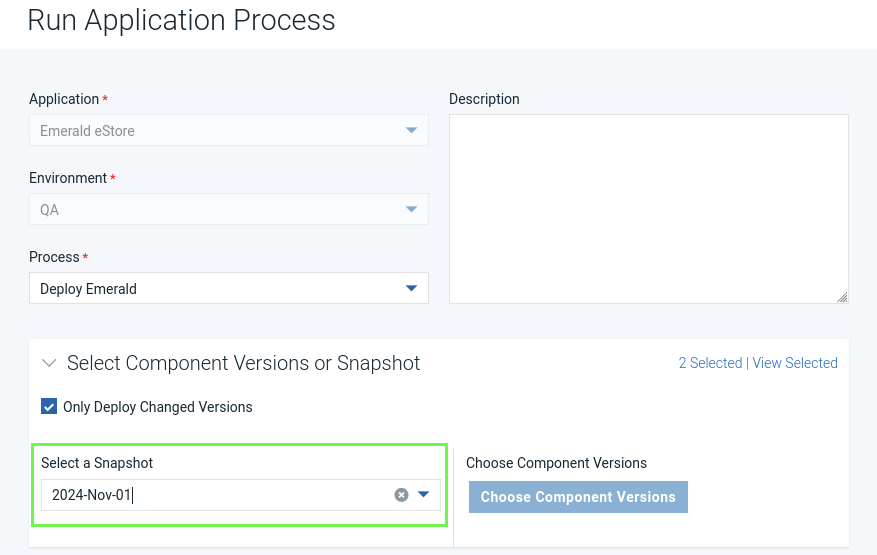 Run Application Process
Application *
Emerald eStore
Environment *
QA
Process *
Deploy Emerald
Description
Select Component Versions or Snapshot
2 Selected | View Selected
Only Deploy Changed Versions
Select a Snapshot
2024-Nov-01
Choose Component Versions
Choose Component Versions